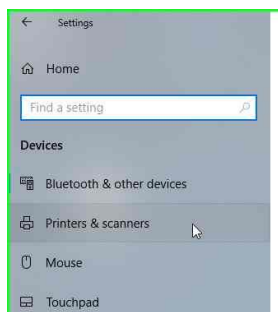 Settings
Home
Find a setting
Devices
Bluetooth & other devices
Printers & scanners
Mouse
Touchpad